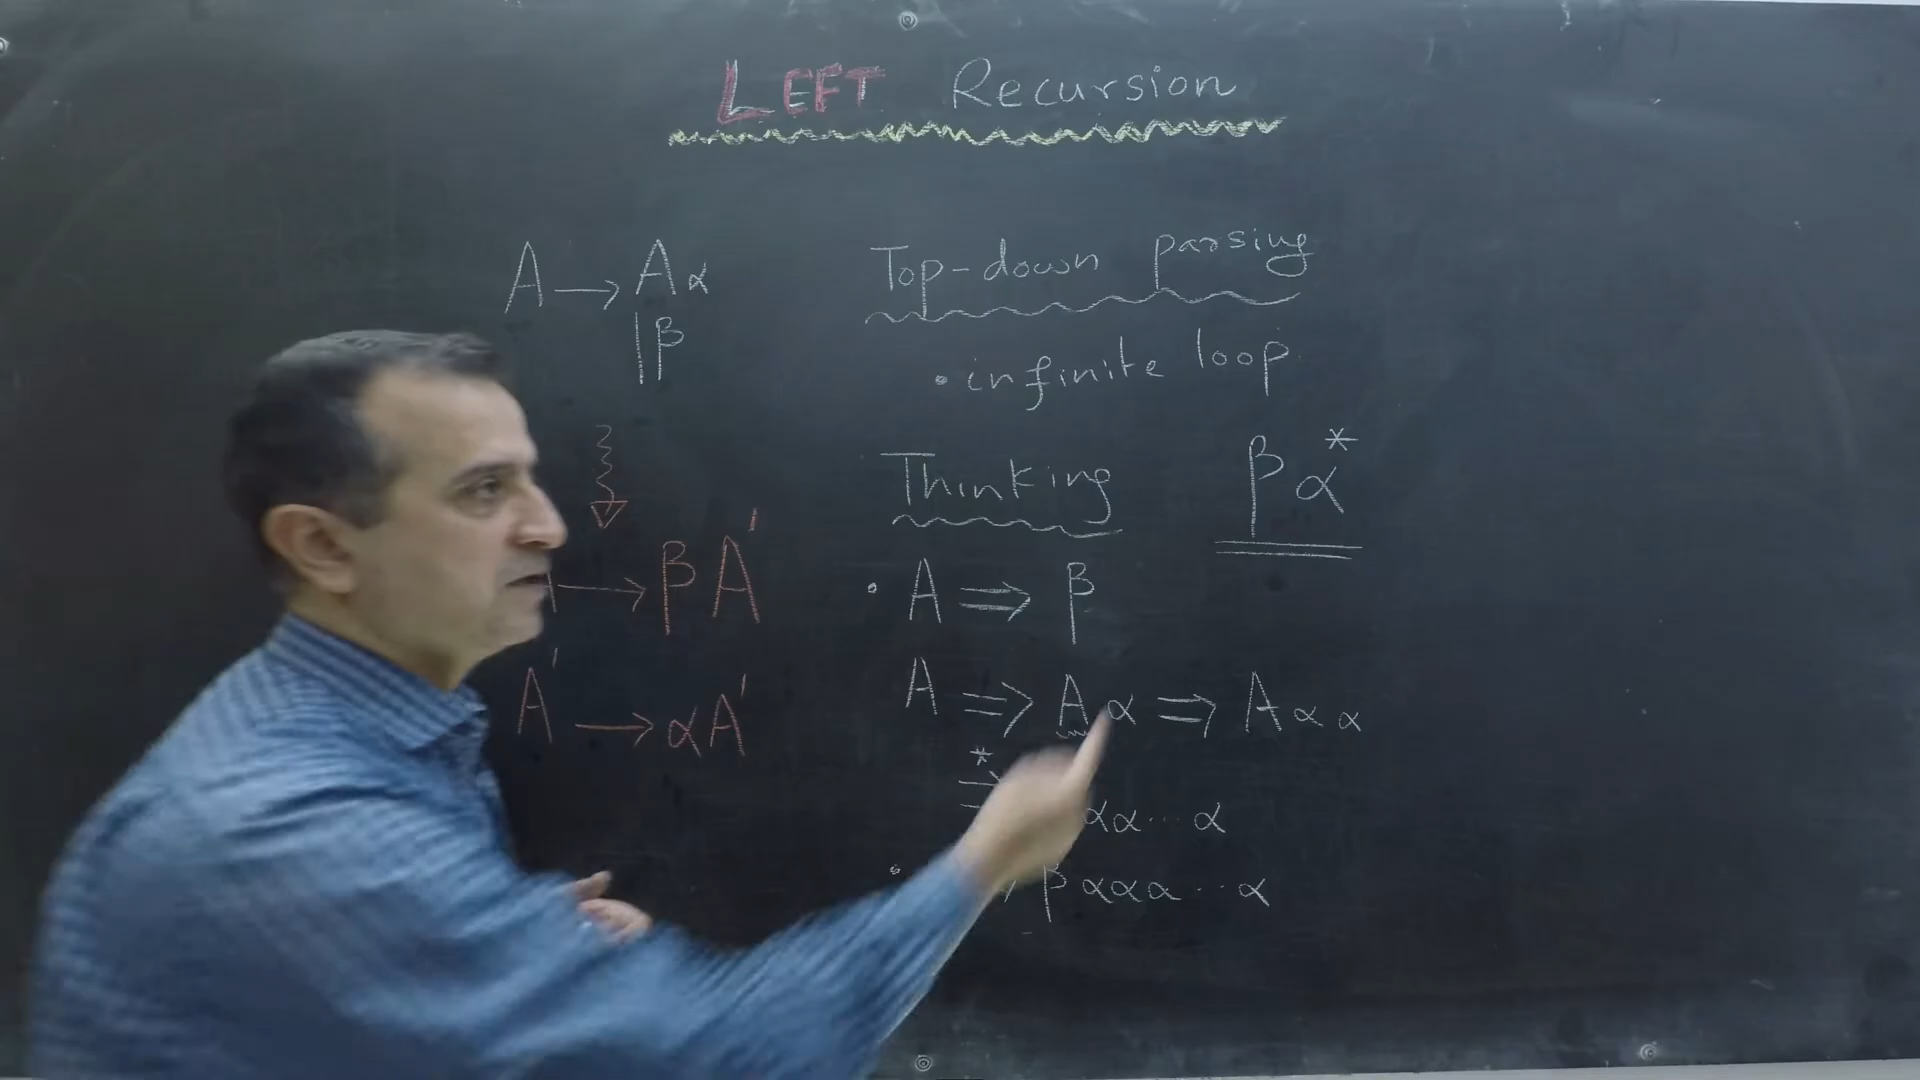 LEFT Recursion
A → Aα
|β
A → βA'
A' → αA'
Top-down parsing
• infinite loop
Thinking
βα*
• A ⇒ β
A ⇒ Aα ⇒ Aαα
*⇒ αα...α
• βααα..α